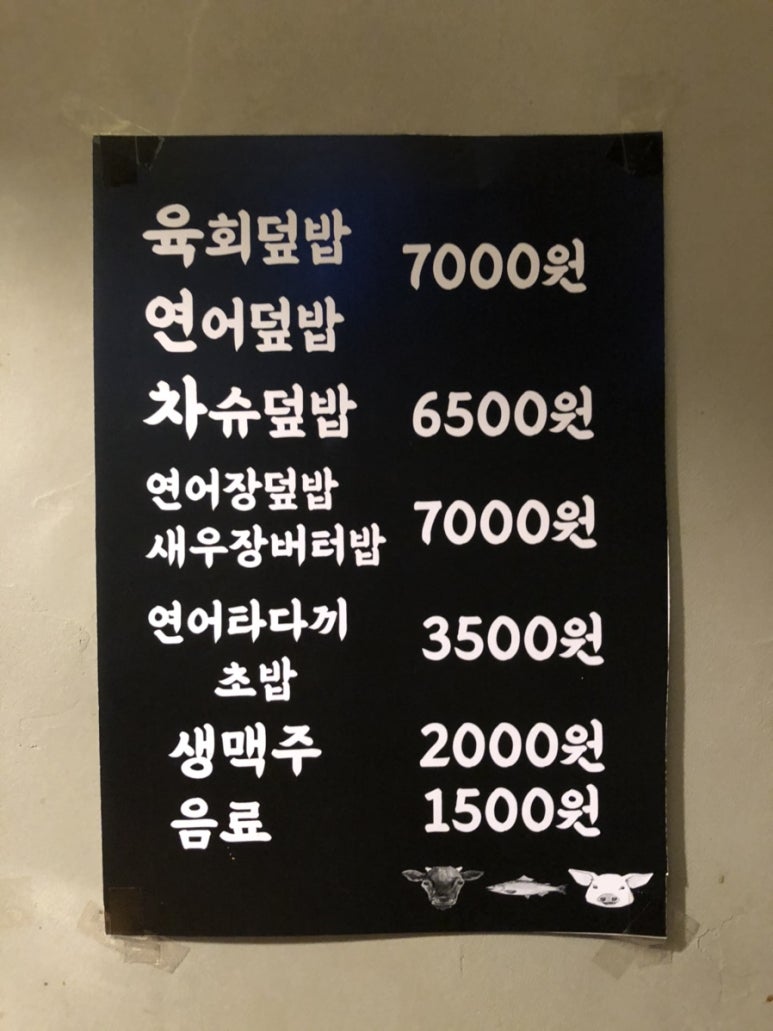 육회덮밥
연어덮밥
7000원
차슈덮밥 6500원
연어장덮밥
새우장버터밥
7000원
연어타다끼
초밥
3500원
생맥주 2000원
음료 1500원